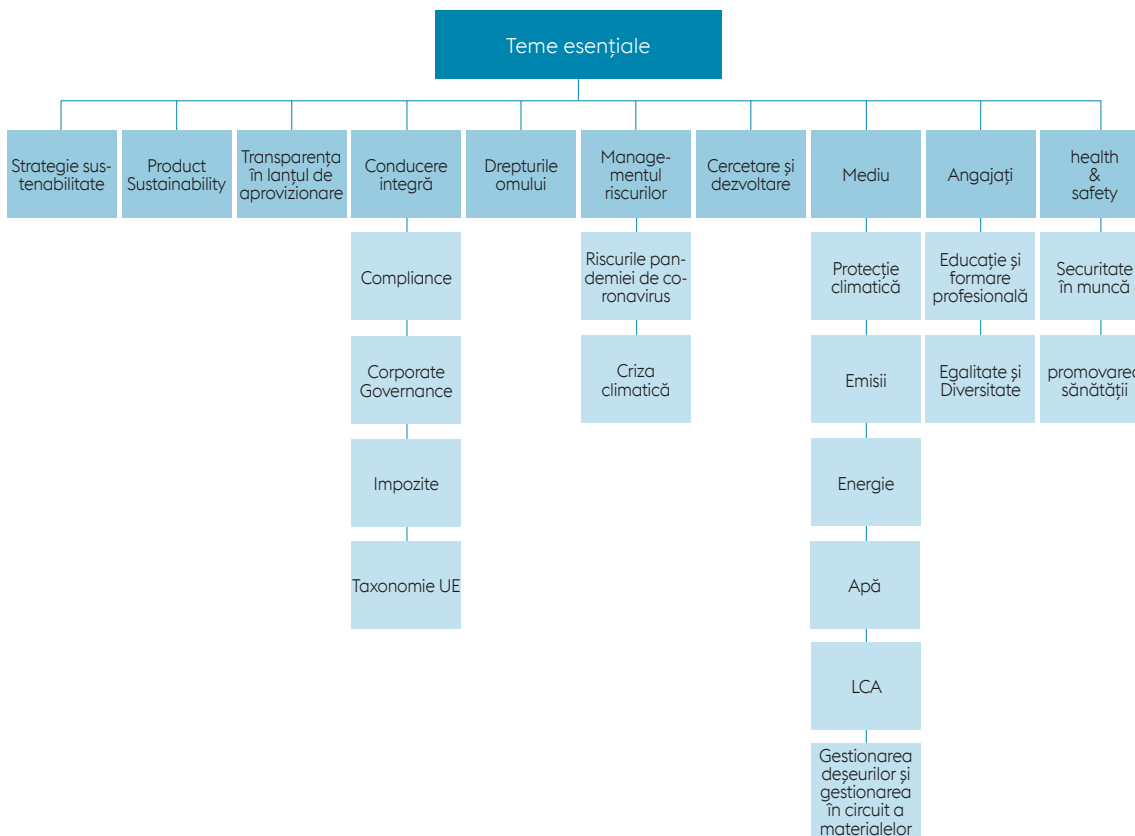 Teme esențiale
Strategie sus-
tenabilitate
Product
Sustainability
Transparența
în lanțul de
aprovizionare
Conducere
integră
Drepturile
omului
Manage-
mentul
riscurilor
Cercetare și
dezvoltare
Mediu
Angajați
health
&
safety
Compliance
Corporate
Governance
Impozite
Taxonomie UE
Riscurile pan-
demiei de co-
ronavirus
Criza
climatică
Protecție
climatică
Emisii
Energie
Apă
LCA
Gestionarea
deșeurilor și
gestionarea
în circuit a
materialelor
Educație și
formare
profesională
Egalitate și
Diversitate
Securitate
în muncă
promovarea
sănătății